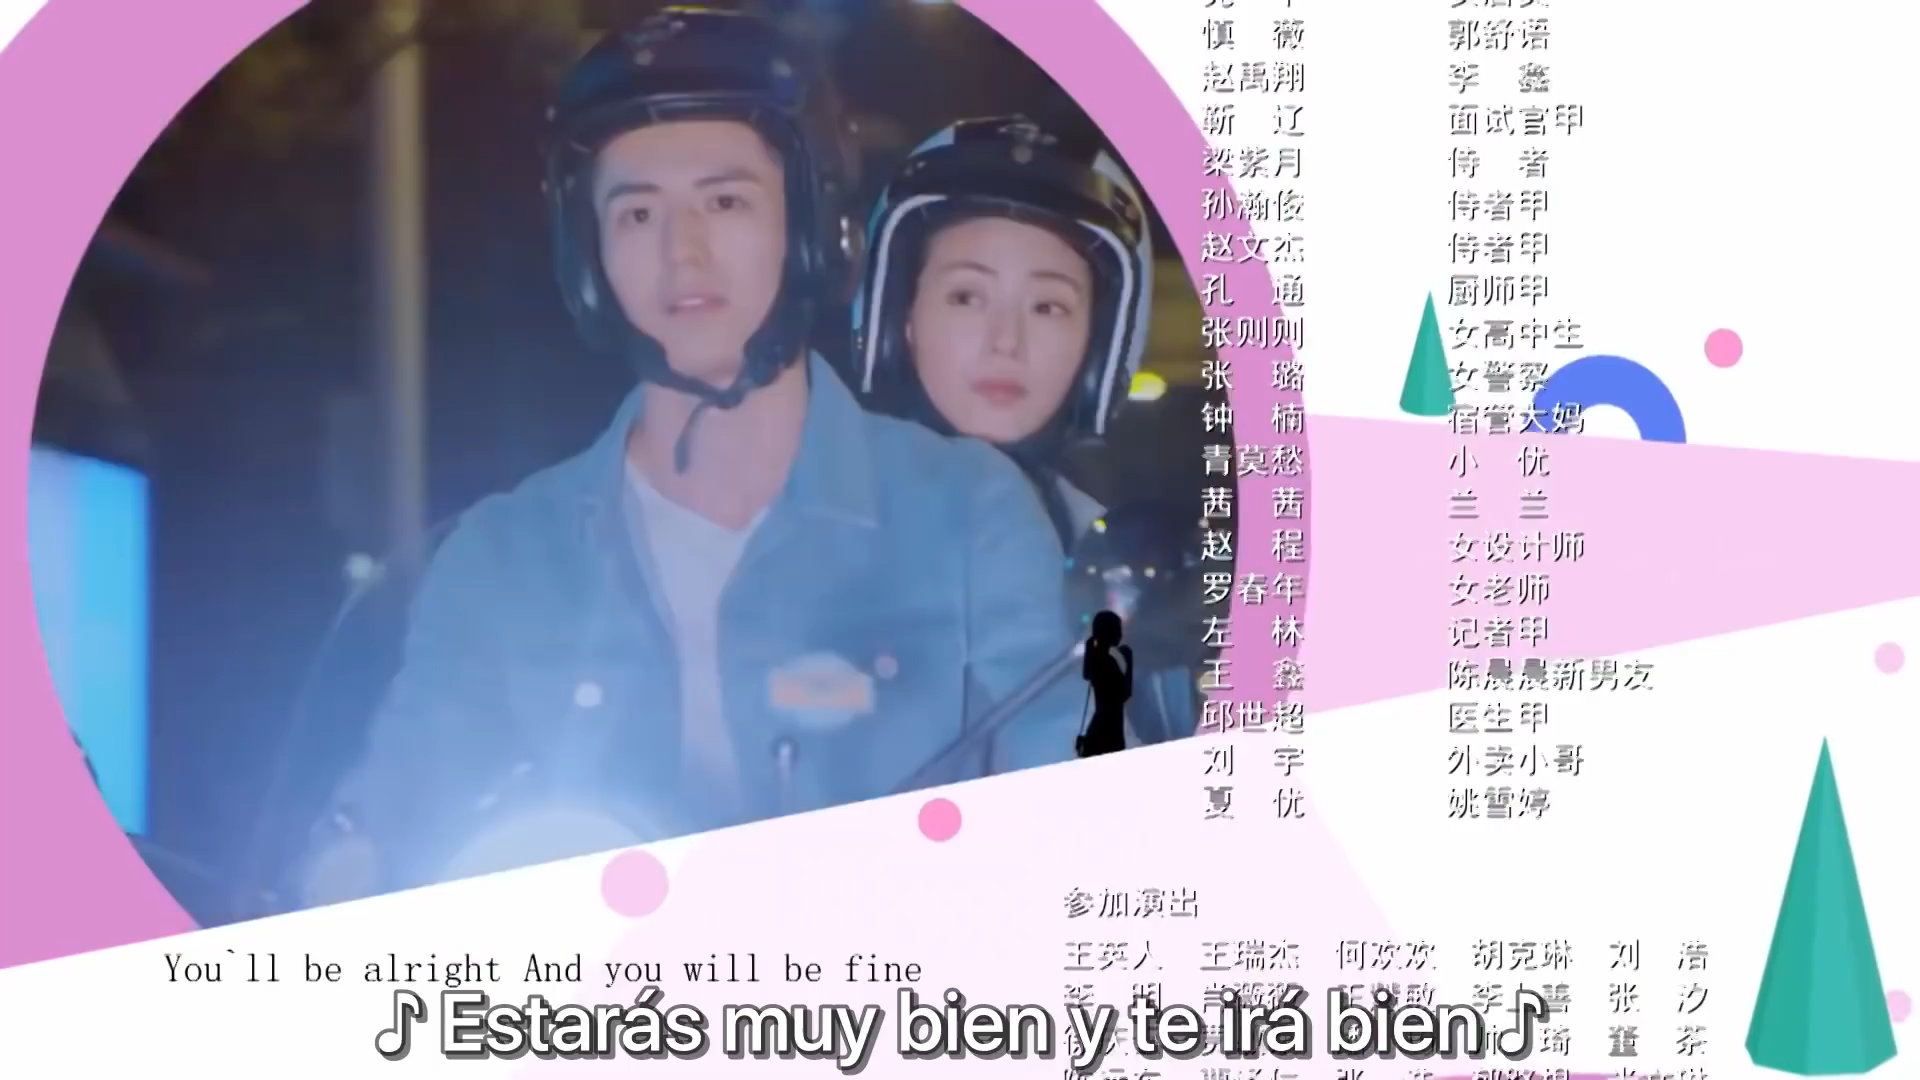 慎 薇 郭舒语
赵禹翔 李 鑫
靳 辽 面试官甲
梁紫月 侍 者
孙瀚俊 侍者甲
赵文杰 侍者甲
孔 通 厨师甲
张则则 女高中生
张 璐 女警察
钟 楠 宿管大妈
青莫愁 小 优
茜 茜 兰 兰
赵 程 女设计师
罗春年 女老师
左 林 记者甲
王 鑫 陈晨晨新男友
邱世超 医生甲
刘 宇 外卖小哥
夏 优 姚雪婷
参加演出
王英人 王瑞杰 何欢欢 胡克琳 刘 浩
You`ll be alright And you will be fine
李 明 张 汐
♪ Estarás muy bien y te irá bien ♪
琦 董 茶